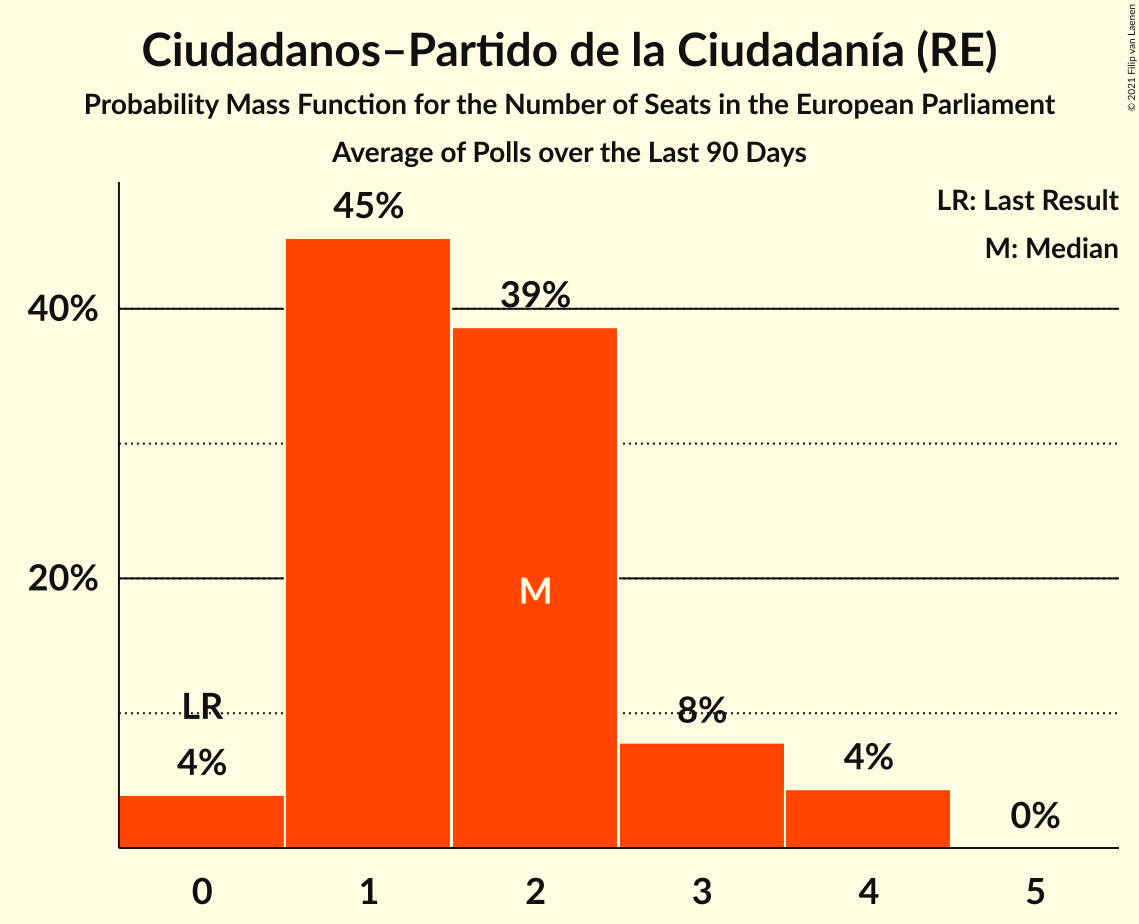 Ciudadanos–Partido de la Ciudadanía (RE)
Probability Mass Function for the Number of Seats in the European Parliament
Average of Polls over the Last 90 Days
© 2021 Filip van Laenen
LR: Last Result
M: Median
45%
39%
40%
20%
M
LR
4%
8%
4%
0%
0 1 2 3 4 5